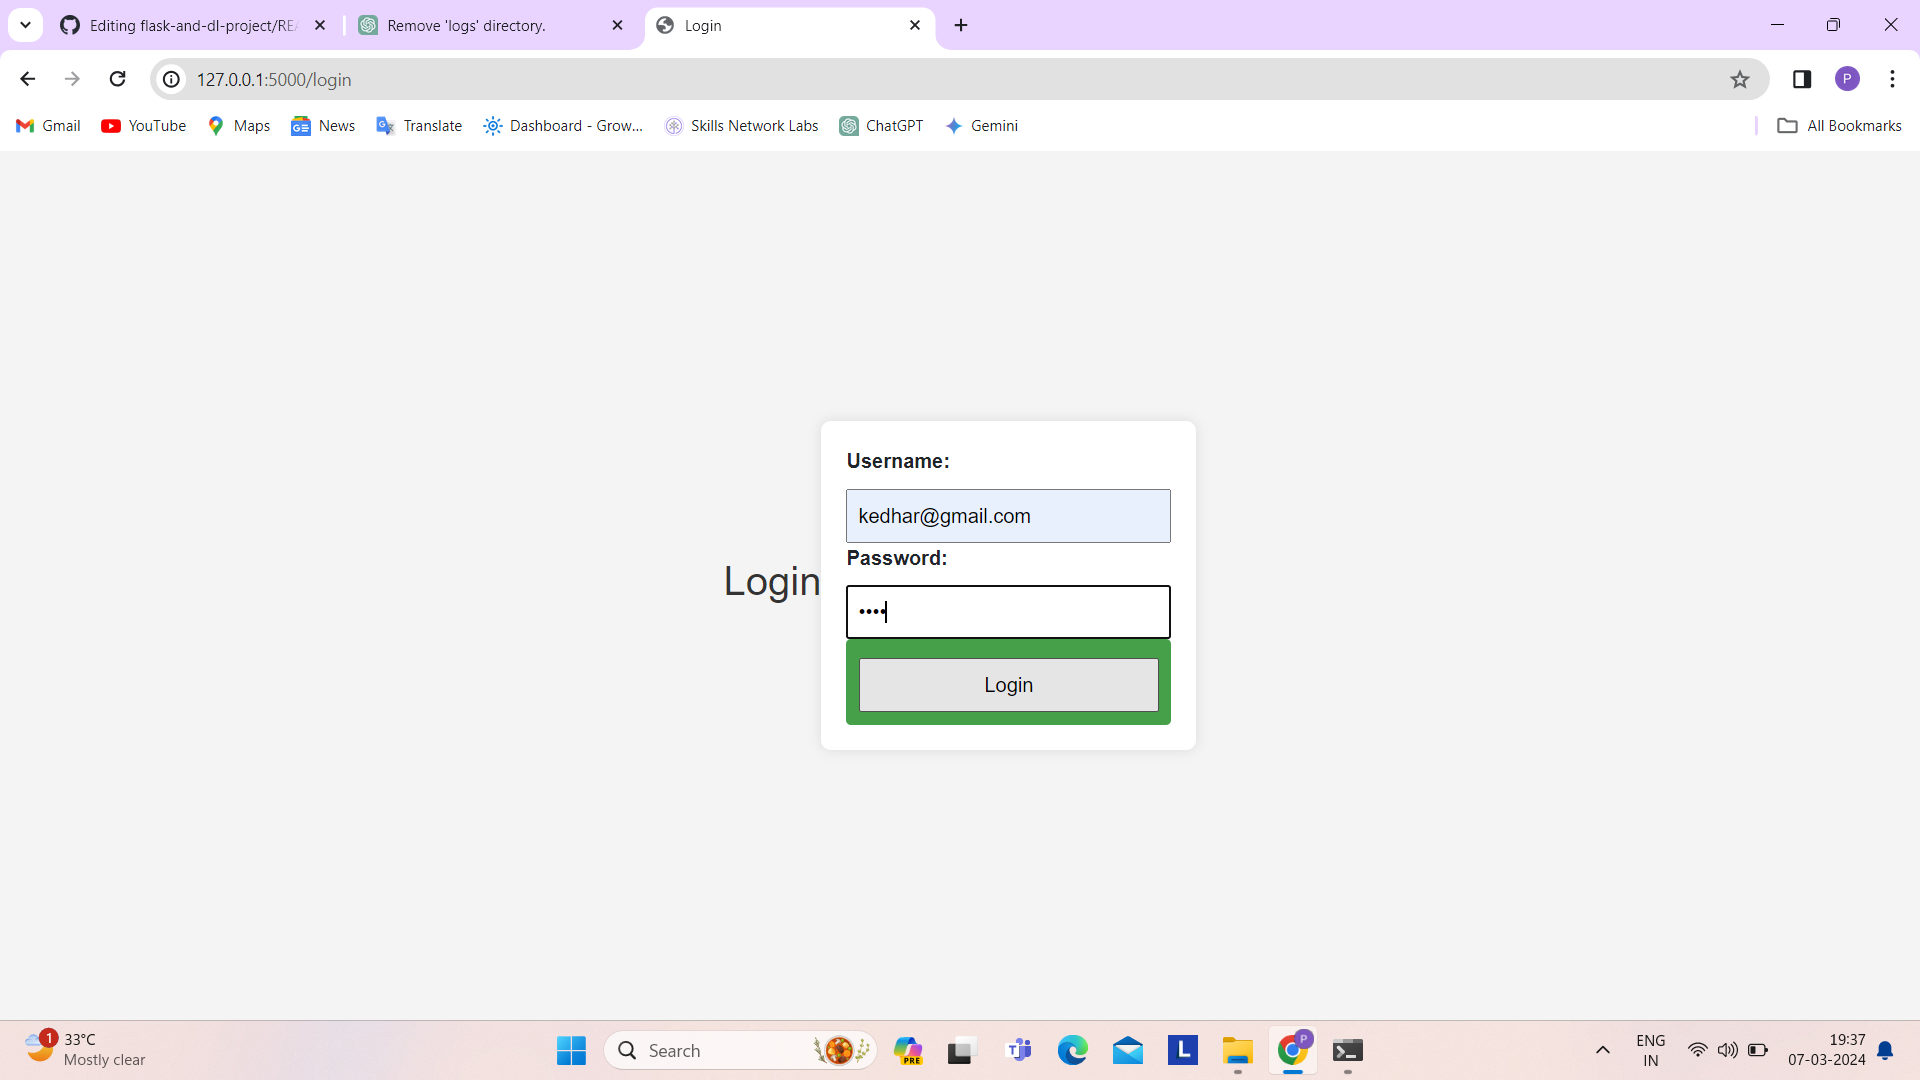 Editing flask-and-dl-project/REA
Remove 'logs' directory.
Login
127.0.0.1:5000/login
P
Gmail
YouTube
Maps
News
Translate
Dashboard - Grow...
Skills Network Labs
ChatGPT
Gemini
All Bookmarks
Username:
kedhar@gmail.com
Password:
••••
Login
Login
1
33°C
Mostly clear
Search
PRE
L
P
ENG
IN
19:37
07-03-2024